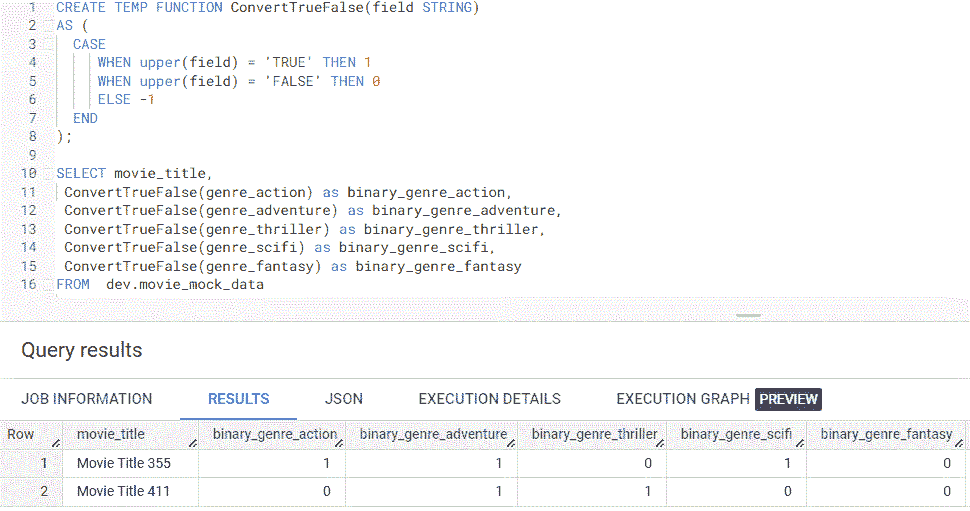 1 CREATE TEMP FUNCTION ConvertTrueFalse(field STRING)
2 AS (
3 CASE
4 WHEN upper(field) = 'TRUE' THEN 1
5 WHEN upper(field) = 'FALSE' THEN 0
6 ELSE -1
7 END
8 );
9
10 SELECT movie_title,
11 ConvertTrueFalse(genre_action) as binary_genre_action,
12 ConvertTrueFalse(genre_adventure) as binary_genre_adventure,
13 ConvertTrueFalse(genre_thriller) as binary_genre_thriller,
14 ConvertTrueFalse(genre_scifi) as binary_genre_scifi,
15 ConvertTrueFalse(genre_fantasy) as binary_genre_fantasy
16 FROM dev.movie_mock_data
Query results
JOB INFORMATION RESULTS JSON EXECUTION DETAILS EXECUTION GRAPH PREVIEW
Row movie_title binary_genre_action binary_genre_adventure binary_genre_thriller binary_genre_scifi binary_genre_fantasy
1 Movie Title 355 1 1 0 1 0
2 Movie Title 411 0 1 1 0 0